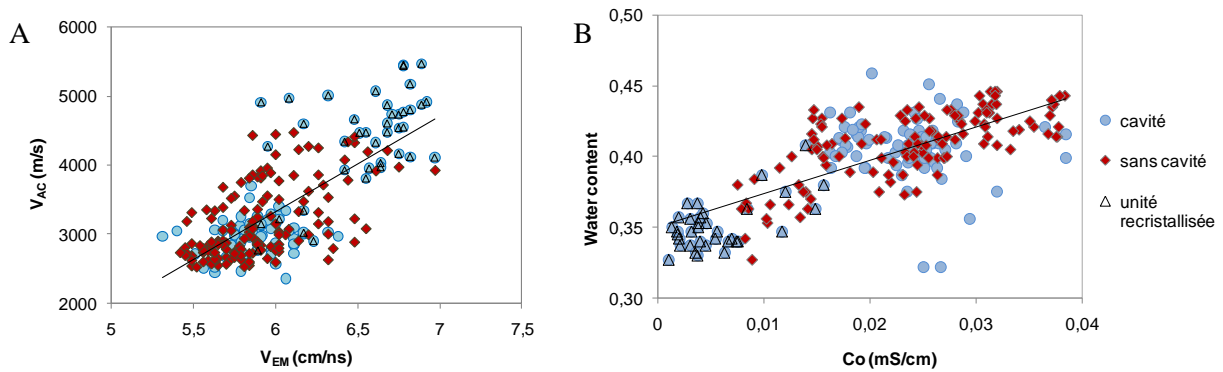 A
V_AC (m/s)
6000
5000
4000
3000
2000
5 5,5 6 6,5 7 7,5
V_EM (cm/ns)
B
Water content
0,50
0,45
0,40
0,35
0,30
0 0,01 0,02 0,03 0,04
Co (mS/cm)
cavité
sans cavité
unité
recristallisée